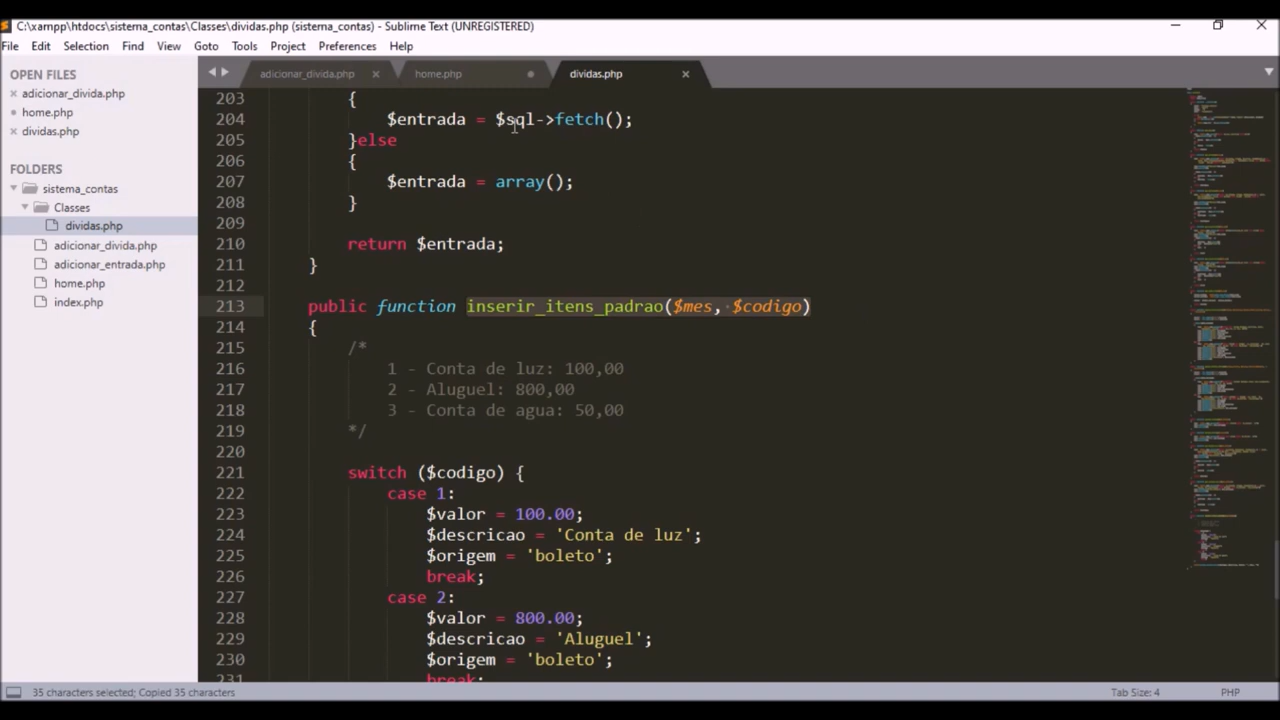 C:\xampp\htdocs\sistema_contas\Classes\dividas.php (sistema_contas) - Sublime Text (UNREGISTERED)
File Edit Selection Find View Goto Tools Project Preferences Help
OPEN FILES
adicionar_divida.php
home.php
dividas.php
FOLDERS
sistema_contas
Classes
dividas.php
adicionar_divida.php
adicionar_entrada.php
home.php
index.php
adicionar_divida.php home.php dividas.php
203 {
204 $entrada = $sql->fetch();
205 }else
206 {
207 $entrada = array();
208 }
209
210 return $entrada;
211 }
212
213 public function inserir_itens_padrao($mes, $codigo)
214 {
215 /*
216 1 - Conta de luz: 100,00
217 2 - Aluguel: 800,00
218 3 - Conta de agua: 50,00
219 */
220
221 switch ($codigo) {
222 case 1:
223 $valor = 100.00;
224 $descricao = 'Conta de luz';
225 $origem = 'boleto';
226 break;
227 case 2:
228 $valor = 800.00;
229 $descricao = 'Aluguel';
230 $origem = 'boleto';
231 break;
35 characters selected; Copied 35 characters Tab Size: 4 PHP